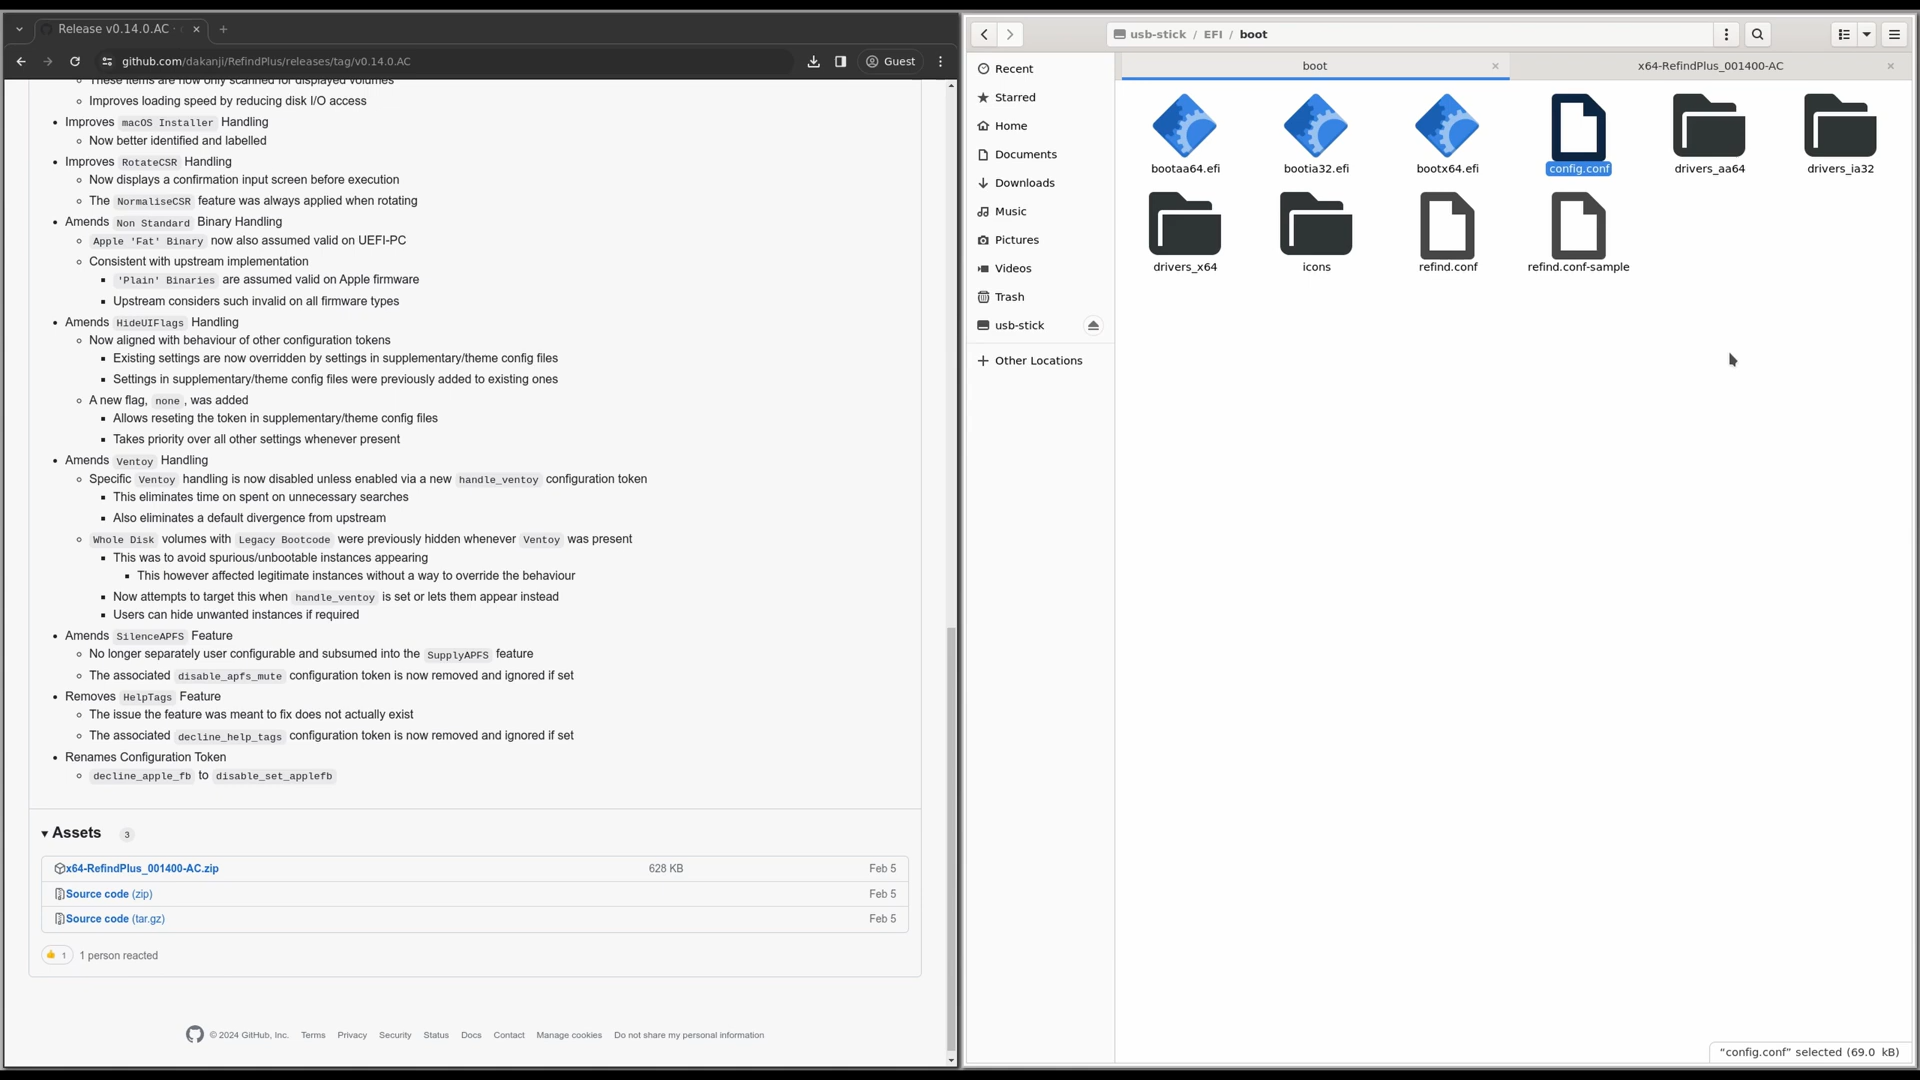 Release v0.14.0.AC ·
github.com/dakanji/RefindPlus/releases/tag/v0.14.0.AC
Guest
These items are now only scanned for displayed volumes
Improves loading speed by reducing disk I/O access
Improves macOS Installer Handling
Now better identified and labelled
Improves RotateCSR Handling
Now displays a confirmation input screen before execution
The NormaliseCSR feature was always applied when rotating
Amends Non Standard Binary Handling
Apple 'Fat' Binary now also assumed valid on UEFI-PC
Consistent with upstream implementation
'Plain' Binaries are assumed valid on Apple firmware
Upstream considers such invalid on all firmware types
Amends HideUIFlags Handling
Now aligned with behaviour of other configuration tokens
Existing settings are now overridden by settings in supplementary/theme config files
Settings in supplementary/theme config files were previously added to existing ones
A new flag, none, was added
Allows reseting the token in supplementary/theme config files
Takes priority over all other settings whenever present
Amends Ventoy Handling
Specific Ventoy handling is now disabled unless enabled via a new handle_ventoy configuration token
This eliminates time on spent on unnecessary searches
Also eliminates a default divergence from upstream
Whole Disk volumes with Legacy Bootcode were previously hidden whenever Ventoy was present
This was to avoid spurious/unbootable instances appearing
This however affected legitimate instances without a way to override the behaviour
Now attempts to target this when handle_ventoy is set or lets them appear instead
Users can hide unwanted instances if required
Amends SilenceAPFS Feature
No longer separately user configurable and subsumed into the SupplyAPFS feature
The associated disable_apfs_mute configuration token is now removed and ignored if set
Removes HelpTags Feature
The issue the feature was meant to fix does not actually exist
The associated decline_help_tags configuration token is now removed and ignored if set
Renames Configuration Token
decline_apple_fb to disable_set_applefb
Assets 3
x64-RefindPlus_001400-AC.zip 628 KB Feb 5
Source code (zip) Feb 5
Source code (tar.gz) Feb 5
1 1 person reacted
© 2024 GitHub, Inc. Terms Privacy Security Status Docs Contact Manage cookies Do not share my personal information
usb-stick / EFI / boot
Recent
Starred
Home
Documents
Downloads
Music
Pictures
Videos
Trash
usb-stick
Other Locations
boot x64-RefindPlus_001400-AC
bootaa64.efi bootia32.efi bootx64.efi config.conf drivers_aa64 drivers_ia32
drivers_x64 icons refind.conf refind.conf-sample
“config.conf” selected (69.0 kB)